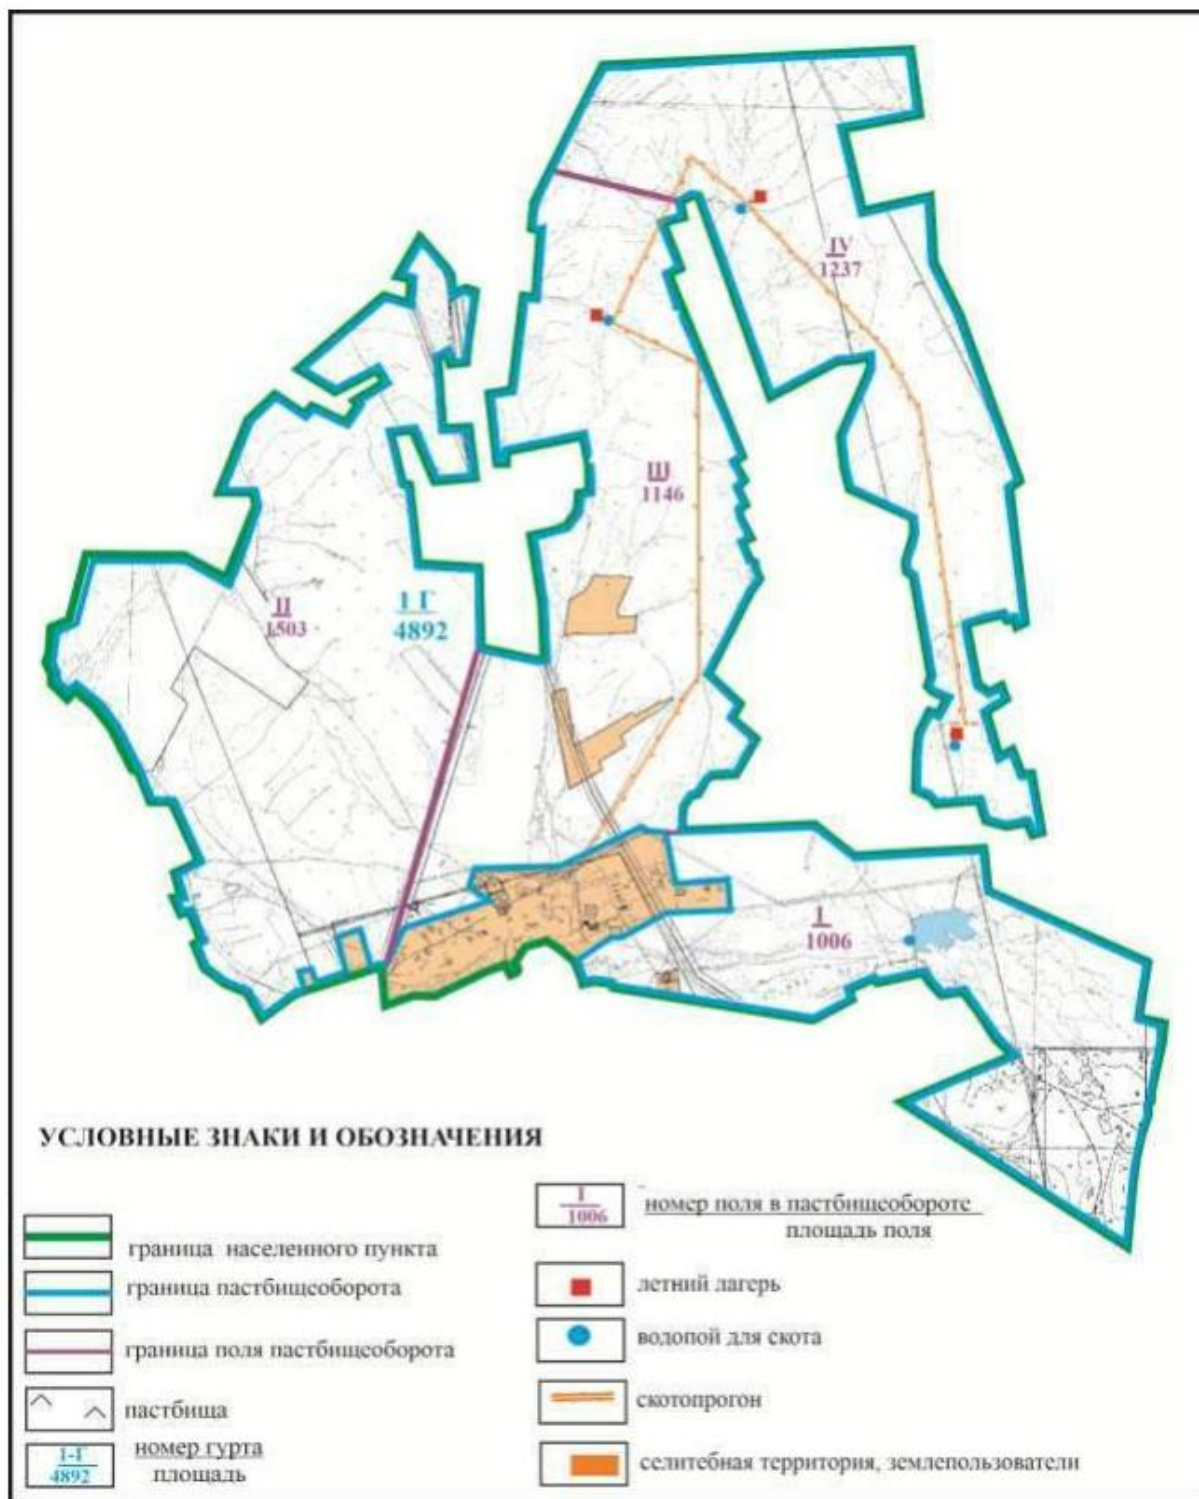 IV
1237
Ш
1146
II
1503
1 Г
4892
I
1006
УСЛОВНЫЕ ЗНАКИ И ОБОЗНАЧЕНИЯ
граница населенного пункта
граница пастбищеоборота
граница поля пастбищеоборота
пастбища
1-Г
4892
номер гурта
площадь
I
1006
номер поля в пастбищеобороте
площадь поля
летний лагерь
водопой для скота
скотопрогон
селитебная территория, землепользователи